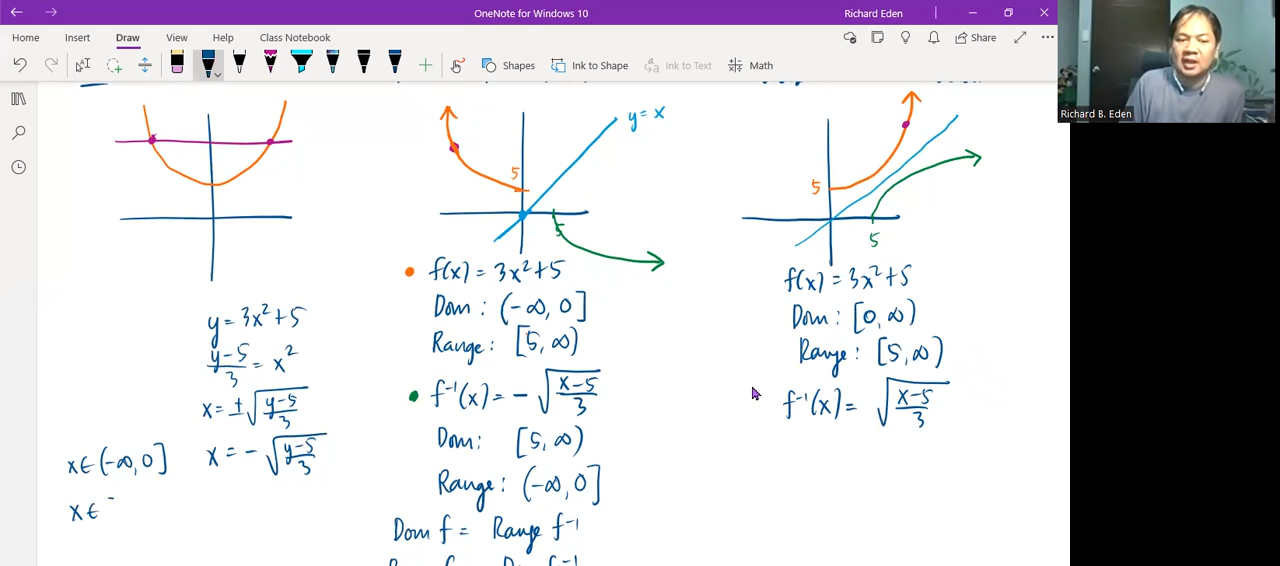 OneNote for Windows 10
Richard Eden
Home Insert Draw View Help Class Notebook
Share
Shapes Ink to Shape Ink to Text Math
Richard B. Eden
y = x
5
5
5
5
y = 3x² + 5
(y-5)/3 = x²
x = ± √((y-5)/3)
x = - √((y-5)/3)
x ∈ (-∞, 0]
x ∈
f(x) = 3x² + 5
Dom : (-∞, 0]
Range : [5, ∞)
f⁻¹(x) = - √((x-5)/3)
Dom : [5, ∞)
Range : (-∞, 0]
Dom f = Range f⁻¹
f(x) = 3x² + 5
Dom : [0, ∞)
Range : [5, ∞)
f⁻¹(x) = √((x-5)/3)